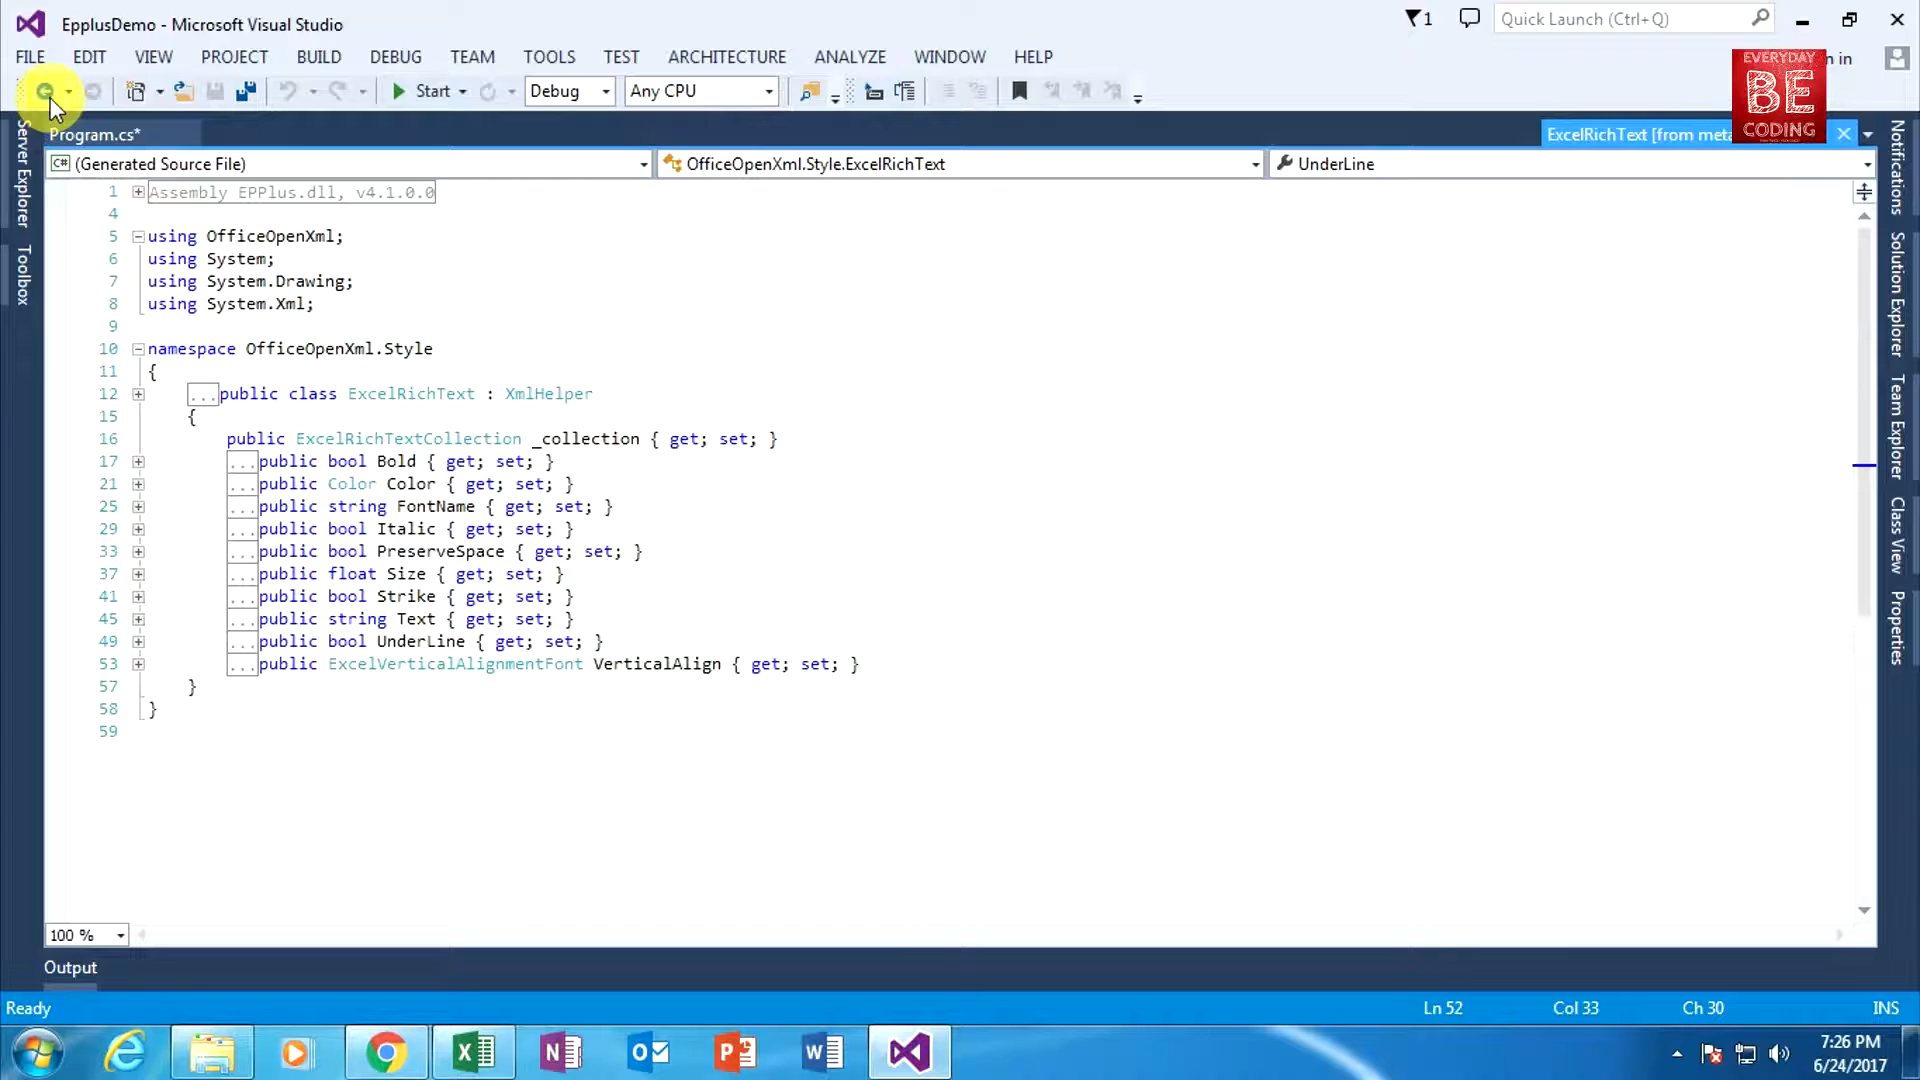 EpplusDemo - Microsoft Visual Studio
1
Quick Launch (Ctrl+Q)
FILE EDIT VIEW PROJECT BUILD DEBUG TEAM TOOLS TEST ARCHITECTURE ANALYZE WINDOW HELP
in
EVERYDAY
BE
CODING
Start Debug Any CPU
Program.cs*
ExcelRichText [from meta
(Generated Source File) OfficeOpenXml.Style.ExcelRichText UnderLine
1 Assembly EPPlus.dll, v4.1.0.0
4
5 using OfficeOpenXml;
6 using System;
7 using System.Drawing;
8 using System.Xml;
9
10 namespace OfficeOpenXml.Style
11 {
12 ...public class ExcelRichText : XmlHelper
15 {
16 public ExcelRichTextCollection _collection { get; set; }
17 ...public bool Bold { get; set; }
21 ...public Color Color { get; set; }
25 ...public string FontName { get; set; }
29 ...public bool Italic { get; set; }
33 ...public bool PreserveSpace { get; set; }
37 ...public float Size { get; set; }
41 ...public bool Strike { get; set; }
45 ...public string Text { get; set; }
49 ...public bool UnderLine { get; set; }
53 ...public ExcelVerticalAlignmentFont VerticalAlign { get; set; }
57 }
58 }
59
Server Explorer
Toolbox
Notifications
Solution Explorer
Team Explorer
Class View
Properties
100 %
Output
Ready Ln 52 Col 33 Ch 30 INS
7:26 PM
6/24/2017